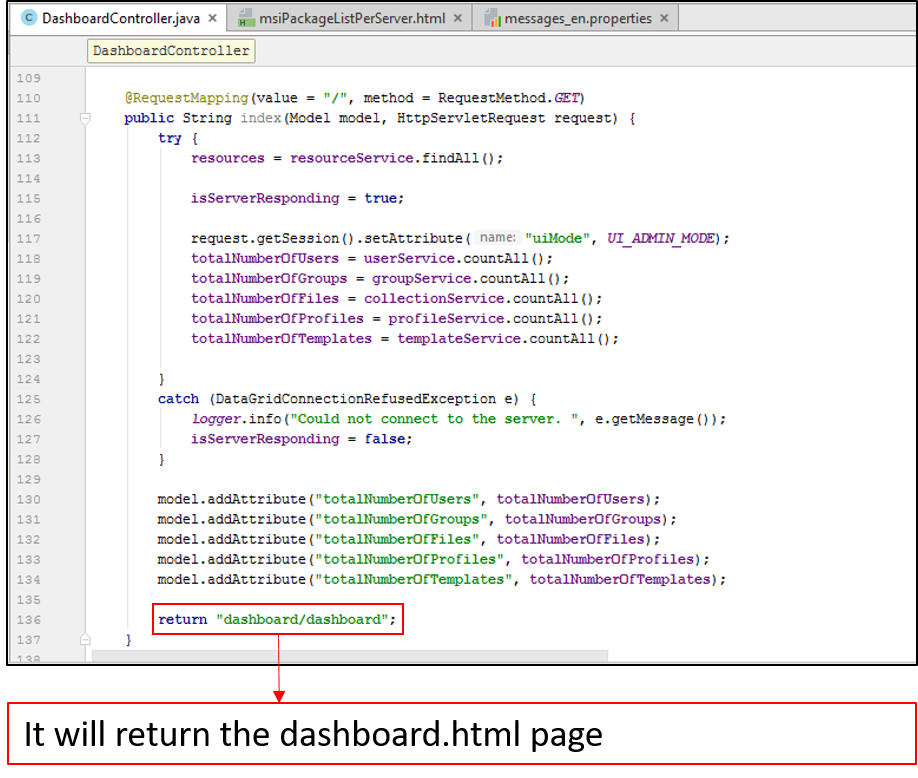 DashboardController.java × msiPackageListPerServer.html × messages_en.properties ×
DashboardController
109
110 @RequestMapping(value = "/", method = RequestMethod.GET)
111 public String index(Model model, HttpServletRequest request) {
112 try {
113 resources = resourceService.findAll();
114
115 isServerResponding = true;
116
117 request.getSession().setAttribute( name: "uiMode", UI_ADMIN_MODE);
118 totalNumberOfUsers = userService.countAll();
119 totalNumberOfGroups = groupService.countAll();
120 totalNumberOfFiles = collectionService.countAll();
121 totalNumberOfProfiles = profileService.countAll();
122 totalNumberOfTemplates = templateService.countAll();
123
124 }
125 catch (DataGridConnectionRefusedException e) {
126 logger.info("Could not connect to the server. ", e.getMessage());
127 isServerResponding = false;
128 }
129
130 model.addAttribute("totalNumberOfUsers", totalNumberOfUsers);
131 model.addAttribute("totalNumberOfGroups", totalNumberOfGroups);
132 model.addAttribute("totalNumberOfFiles", totalNumberOfFiles);
133 model.addAttribute("totalNumberOfProfiles", totalNumberOfProfiles);
134 model.addAttribute("totalNumberOfTemplates", totalNumberOfTemplates);
135
136 return "dashboard/dashboard";
137 }
138
It will return the dashboard.html page